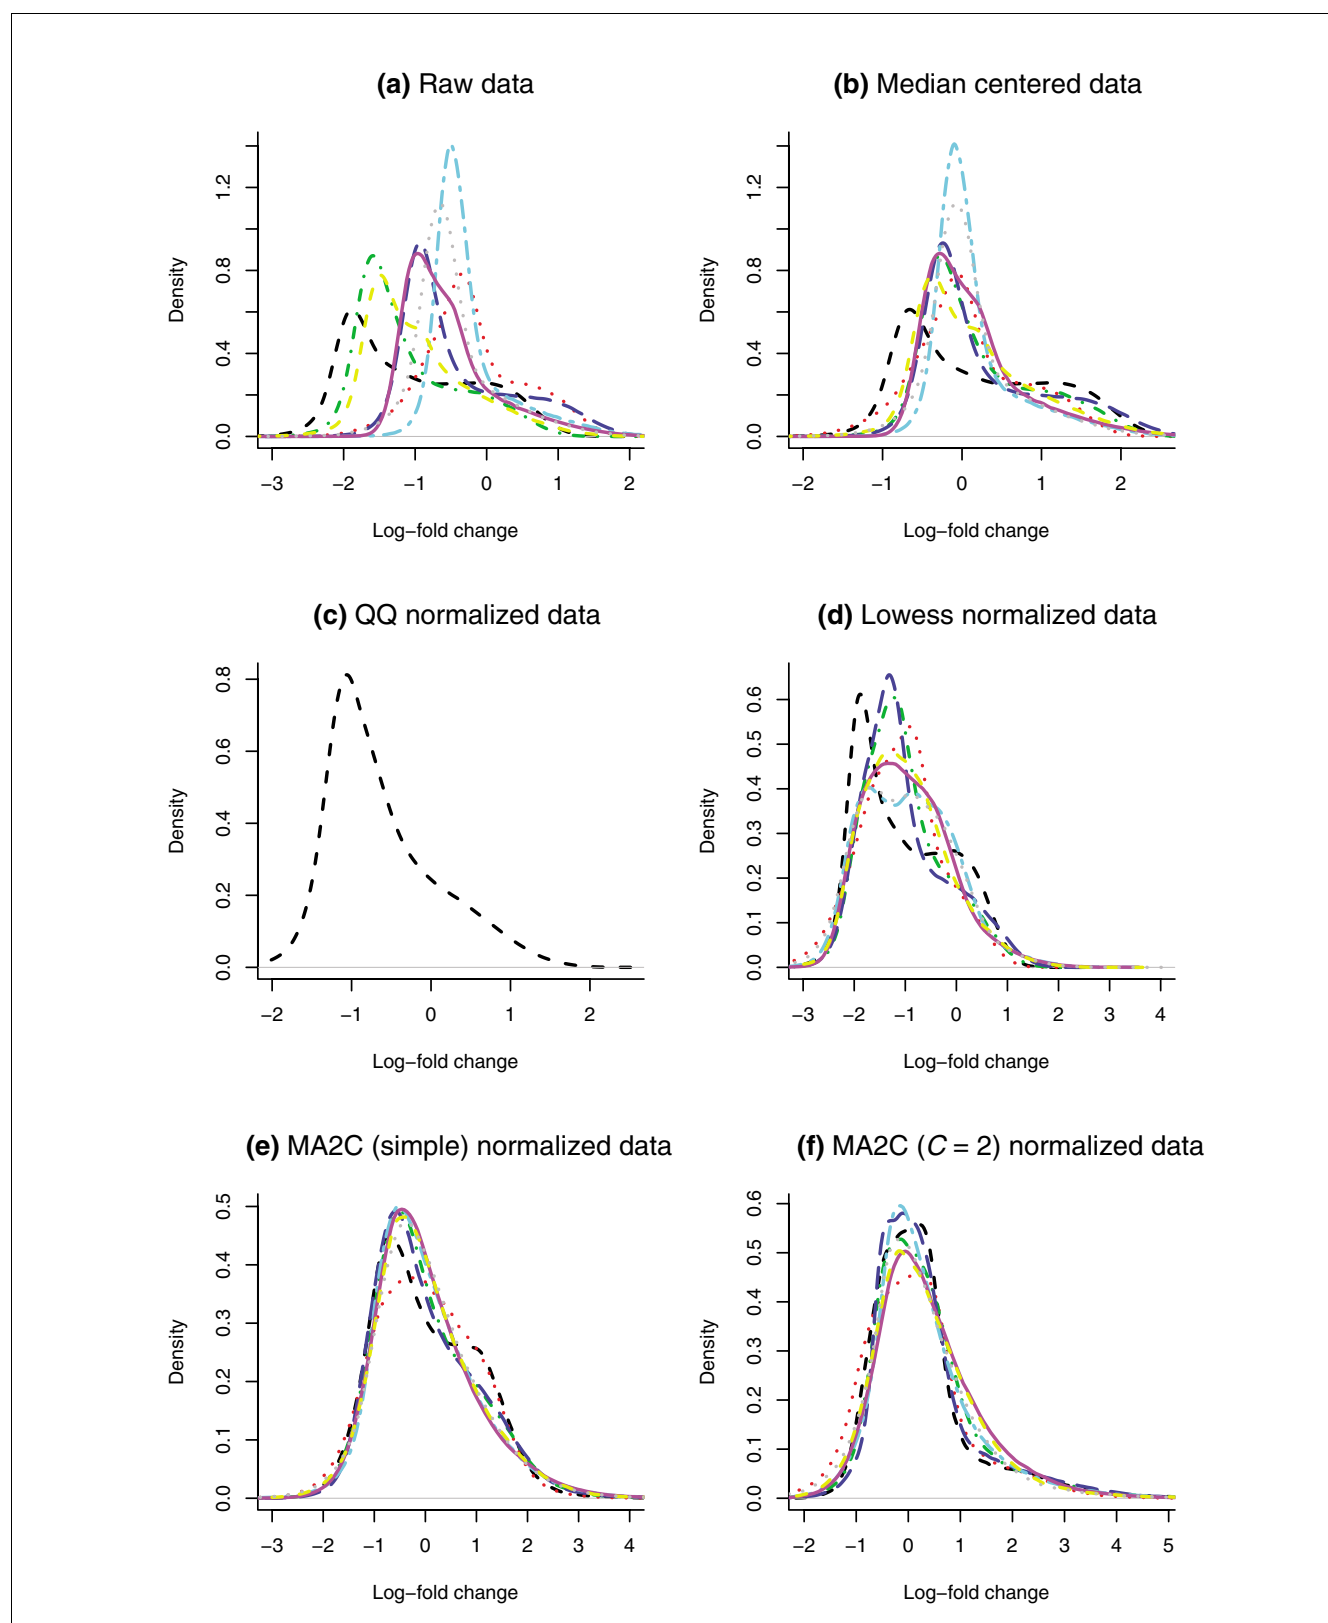 (a) Raw data
(b) Median centered data
Density
0.0 0.4 0.8 1.2
−3 −2 −1 0 1 2
Log−fold change
Density
0.0 0.4 0.8 1.2
−2 −1 0 1 2
Log−fold change
(c) QQ normalized data
(d) Lowess normalized data
Density
0.0 0.2 0.4 0.6 0.8
−2 −1 0 1 2
Log−fold change
Density
0.0 0.1 0.2 0.3 0.4 0.5 0.6
−3 −2 −1 0 1 2 3 4
Log−fold change
(e) MA2C (simple) normalized data
(f) MA2C (C = 2) normalized data
Density
0.0 0.1 0.2 0.3 0.4 0.5
−3 −2 −1 0 1 2 3 4
Log−fold change
Density
0.0 0.1 0.2 0.3 0.4 0.5 0.6
−2 −1 0 1 2 3 4 5
Log−fold change